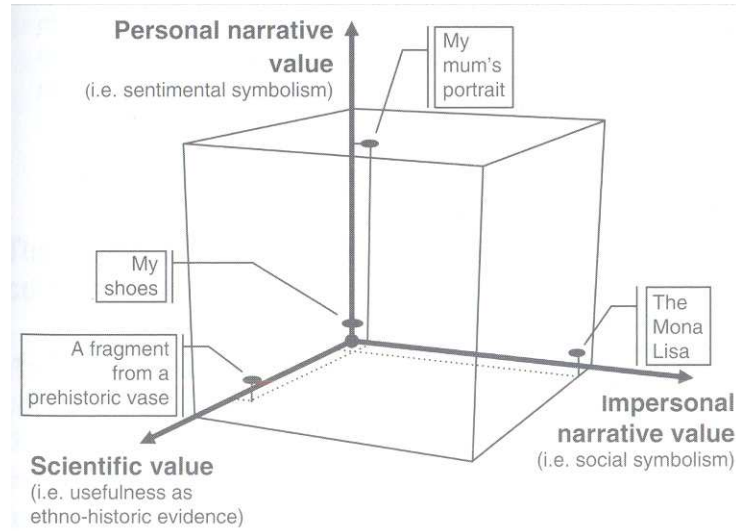 Personal narrative
value
(i.e. sentimental symbolism)
My
mum's
portrait
My
shoes
A fragment
from a
prehistoric vase
The
Mona
Lisa
Impersonal
narrative value
(i.e. social symbolism)
Scientific value
(i.e. usefulness as
ethno-historic evidence)